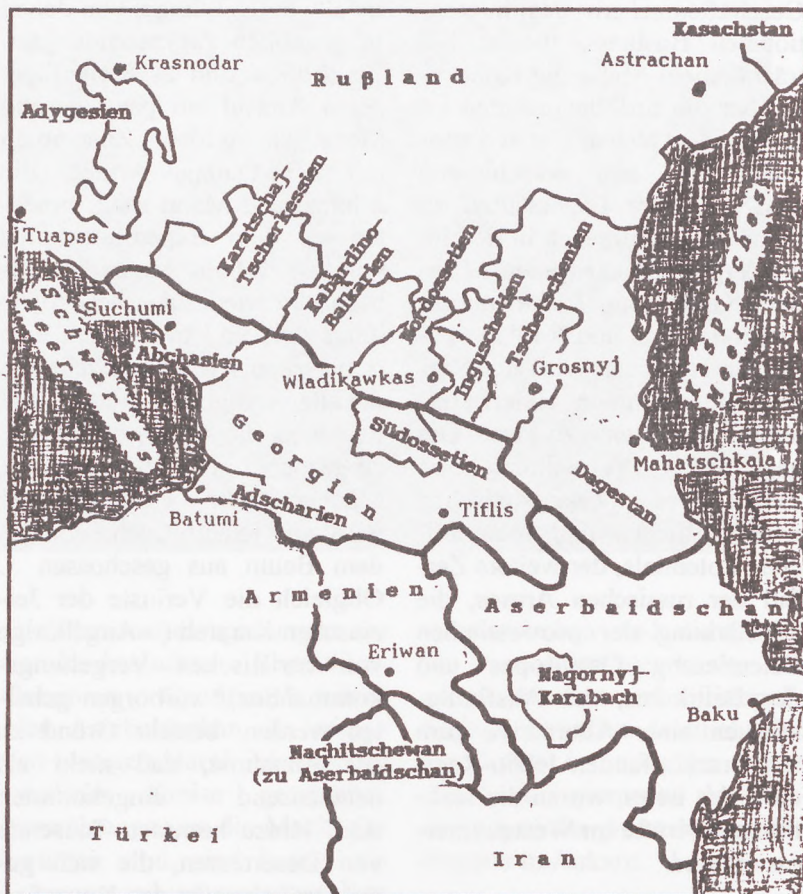 Kasachstan
Krasnodar
Rußland
Astrachan
Adygesien
Tuapse
Karatschai-
Tscherkessien
Kabardino-
balkarien
Nordossetien
Inguschetien
Tschetschenien
Kaspisches
Meer
Schwarzes
Meer
Suchumi
Abchasien
Wladikawkas
Grosnyj
Südossetien
Georgien
Mahatschkala
Dagestan
Adscharien
Batumi
Tiflis
Armenien
Aserbaidschan
Eriwan
Nagornyj-
Karabach
Baku
Nachitschewan
(zu Aserbaidschan)
Türkei
Iran